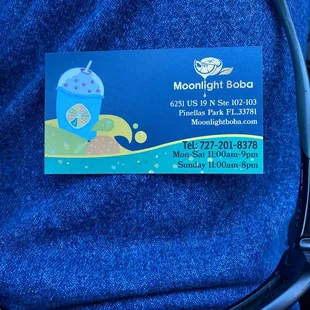 Moonlight Boba
6251 US 19 N Ste 102-103
Pinellas Park FL,33781
Moonlightboba.com
Tel: 727-201-8378
Mon-Sat 11:00am-9pm
Sunday 11:00am-8pm